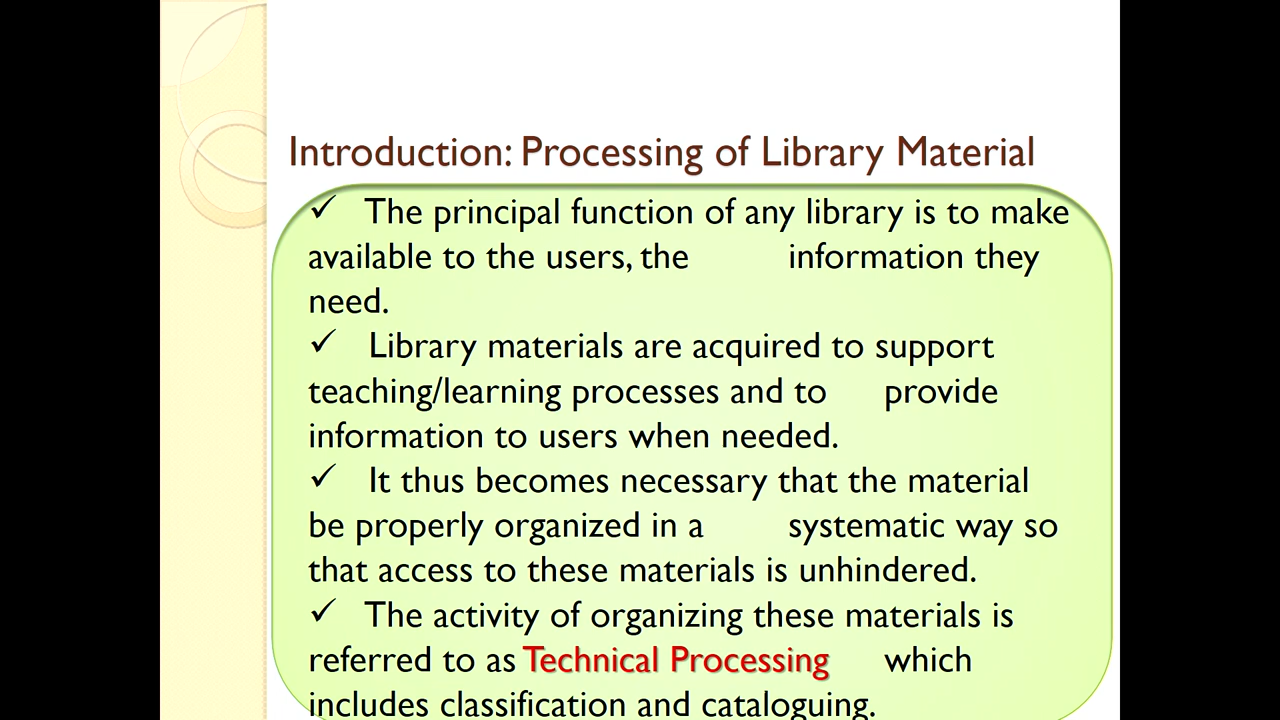 Introduction: Processing of Library Material
✓ The principal function of any library is to make
available to the users, the information they
need.
✓ Library materials are acquired to support
teaching/learning processes and to provide
information to users when needed.
✓ It thus becomes necessary that the material
be properly organized in a systematic way so
that access to these materials is unhindered.
✓ The activity of organizing these materials is
referred to as Technical Processing which
includes classification and cataloguing.